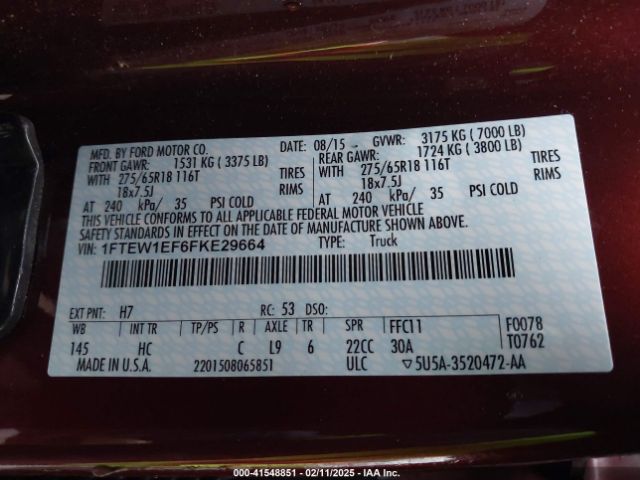 MFD. BY FORD MOTOR CO. DATE: 08/15 GVWR: 3175 KG ( 7000 LB)
FRONT GAWR: 1531 KG ( 3375 LB) REAR GAWR: 1724 KG ( 3800 LB)
WITH 275/65R18 116T TIRES WITH 275/65R18 116T TIRES
18x7.5J RIMS 18x7.5J RIMS
AT 240 kPa/ 35 PSI COLD AT 240 kPa/ 35 PSI COLD
THIS VEHICLE CONFORMS TO ALL APPLICABLE FEDERAL MOTOR VEHICLE
SAFETY STANDARDS IN EFFECT ON THE DATE OF MANUFACTURE SHOWN ABOVE.
VIN: 1FTEW1EF6FKE29664 TYPE: Truck
EXT PNT: H7 RC: 53 DSO:
WB INT TR TP/PS R AXLE TR SPR FFC11 F0078
145 HC C L9 6 22CC 30A T0762
MADE IN U.S.A. 2201508065851 ULC ▽5U5A-3520472-AA
© 0-41548851 - 02/11/2025 - IAA Inc.